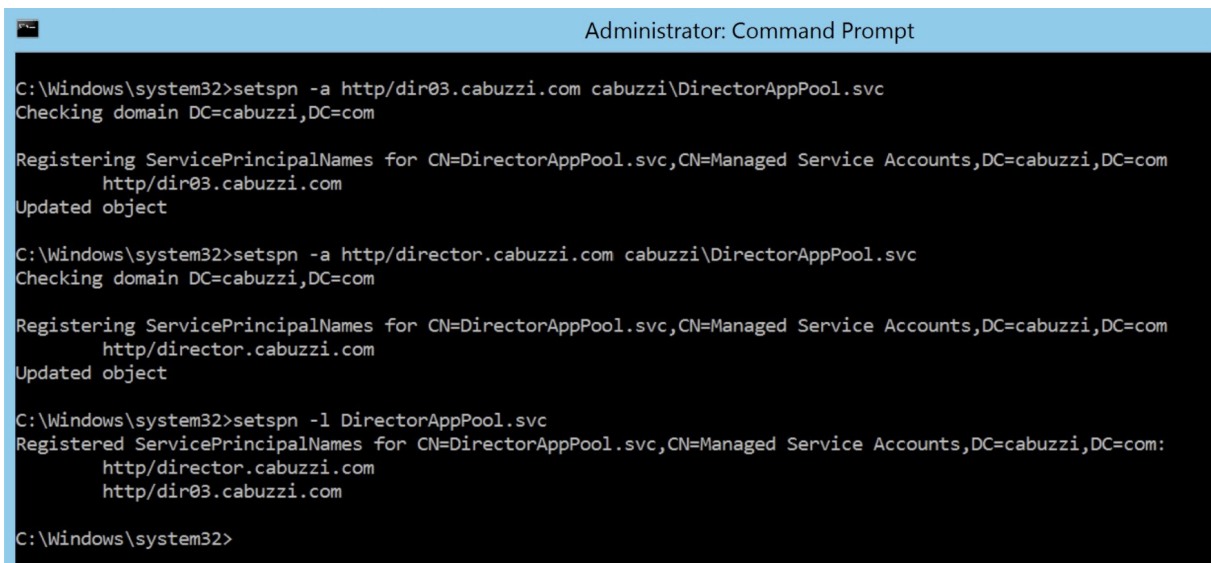 Administrator: Command Prompt
C:\Windows\system32>setspn -a http/dir03.cabuzzi.com cabuzzi\DirectorAppPool.svc
Checking domain DC=cabuzzi,DC=com
Registering ServicePrincipalNames for CN=DirectorAppPool.svc,CN=Managed Service Accounts,DC=cabuzzi,DC=com
http/dir03.cabuzzi.com
Updated object
C:\Windows\system32>setspn -a http/director.cabuzzi.com cabuzzi\DirectorAppPool.svc
Checking domain DC=cabuzzi,DC=com
Registering ServicePrincipalNames for CN=DirectorAppPool.svc,CN=Managed Service Accounts,DC=cabuzzi,DC=com
http/director.cabuzzi.com
Updated object
C:\Windows\system32>setspn -l DirectorAppPool.svc
Registered ServicePrincipalNames for CN=DirectorAppPool.svc,CN=Managed Service Accounts,DC=cabuzzi,DC=com:
http/director.cabuzzi.com
http/dir03.cabuzzi.com
C:\Windows\system32>